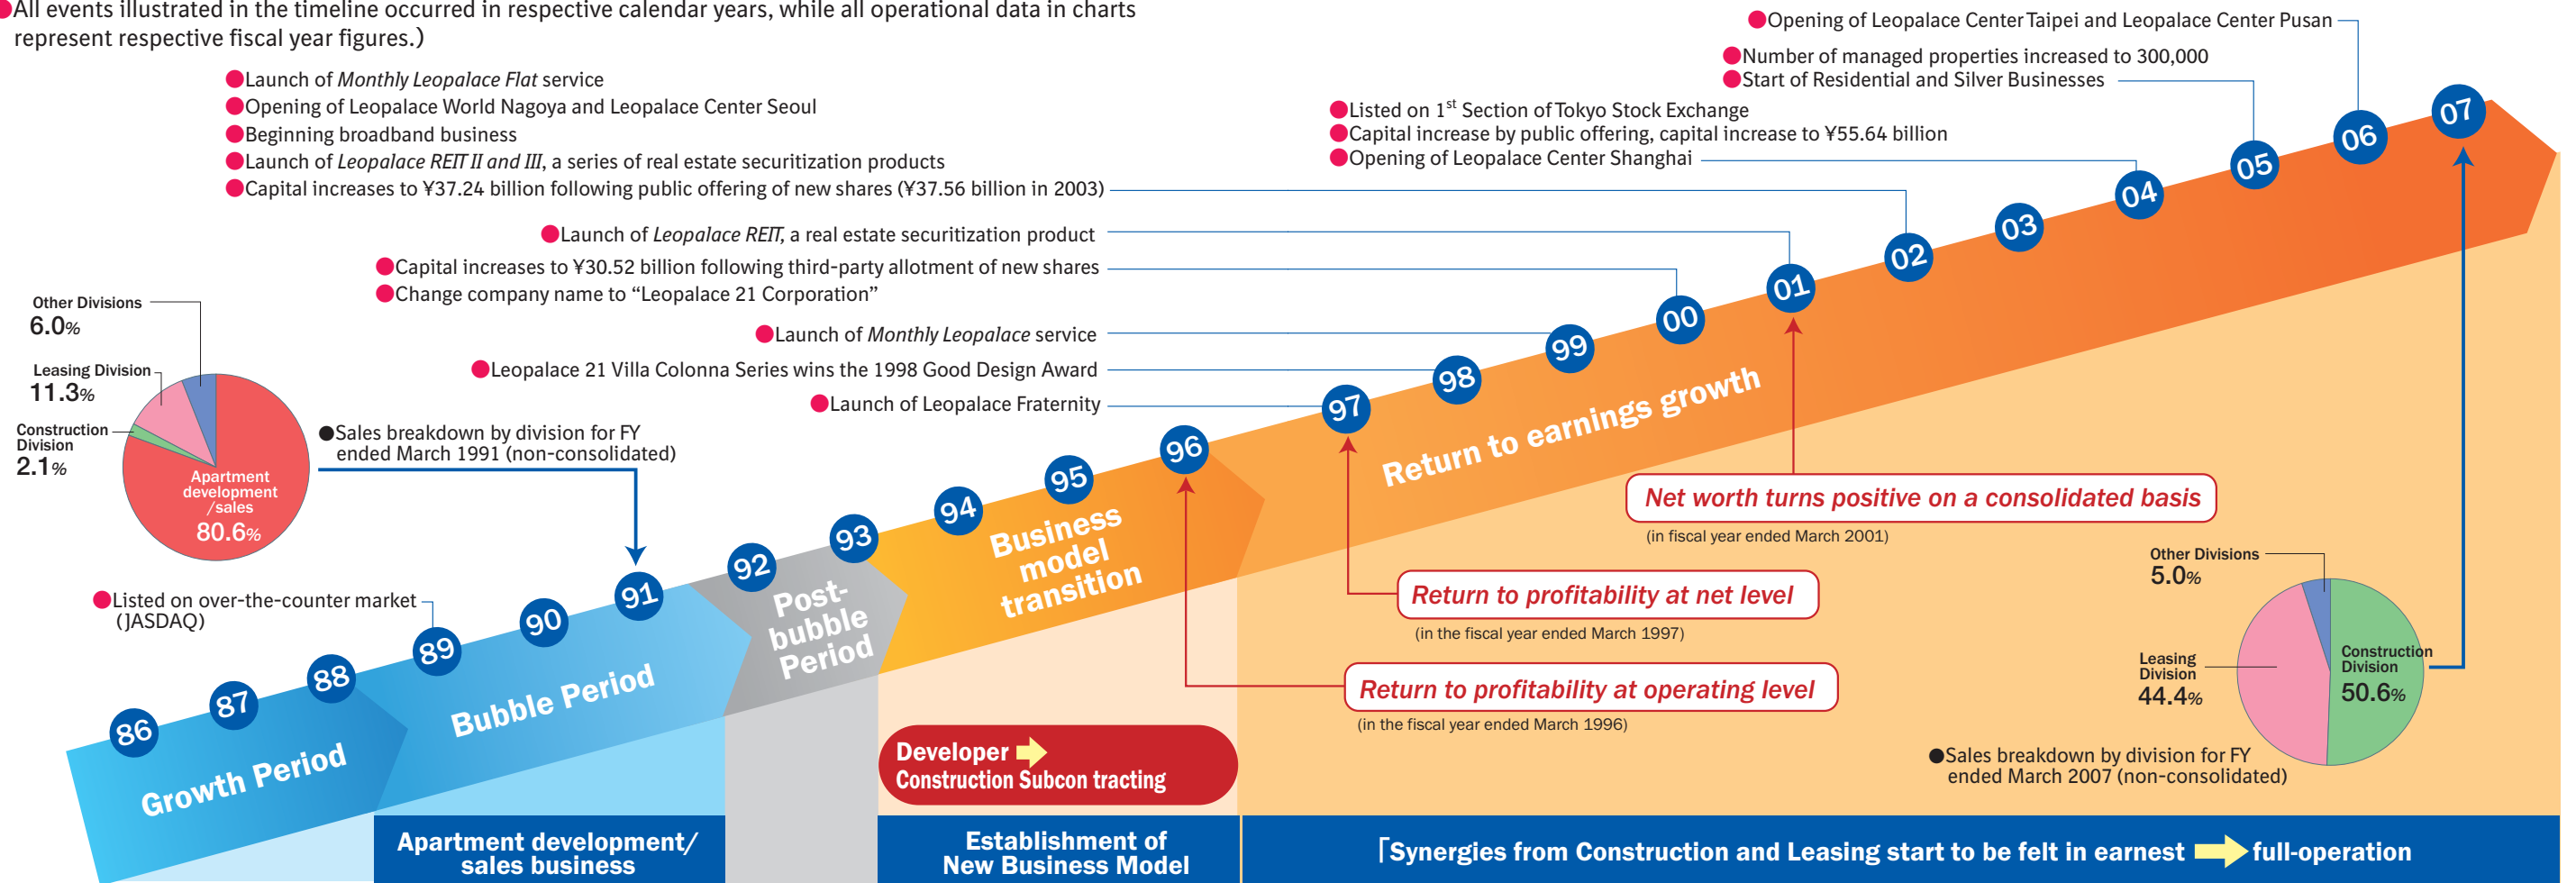 All events illustrated in the timeline occurred in respective calendar years, while all operational data in charts
represent respective fiscal year figures.)
Opening of Leopalace Center Taipei and Leopalace Center Pusan
Number of managed properties increased to 300,000
Start of Residential and Silver Businesses
Launch of Monthly Leopalace Flat service
Opening of Leopalace World Nagoya and Leopalace Center Seoul
Beginning broadband business
Launch of Leopalace REIT II and III, a series of real estate securitization products
Capital increases to ¥37.24 billion following public offering of new shares (¥37.56 billion in 2003)
Listed on 1st Section of Tokyo Stock Exchange
Capital increase by public offering, capital increase to ¥55.64 billion
Opening of Leopalace Center Shanghai
Launch of Leopalace REIT, a real estate securitization product
Capital increases to ¥30.52 billion following third-party allotment of new shares
Change company name to “Leopalace 21 Corporation”
Launch of Monthly Leopalace service
Leopalace 21 Villa Colonna Series wins the 1998 Good Design Award
Launch of Leopalace Fraternity
Other Divisions
6.0%
Leasing Division
11.3%
Construction
Division
2.1%
Apartment
development
/sales
80.6%
Sales breakdown by division for FY
ended March 1991 (non-consolidated)
Listed on over-the-counter market
(JASDAQ)
86
87
88
89
90
91
92
93
94
95
96
97
98
99
00
01
02
03
04
05
06
07
Growth Period
Bubble Period
Post-
bubble
Period
Business
model
transition
Return to earnings growth
Net worth turns positive on a consolidated basis
(in fiscal year ended March 2001)
Return to profitability at net level
(in the fiscal year ended March 1997)
Return to profitability at operating level
(in the fiscal year ended March 1996)
Other Divisions
5.0%
Leasing
Division
44.4%
Construction
Division
50.6%
Sales breakdown by division for FY
ended March 2007 (non-consolidated)
Developer
Construction Subcon tracting
Apartment development/
sales business
Establishment of
New Business Model
「Synergies from Construction and Leasing start to be felt in earnest full-operation